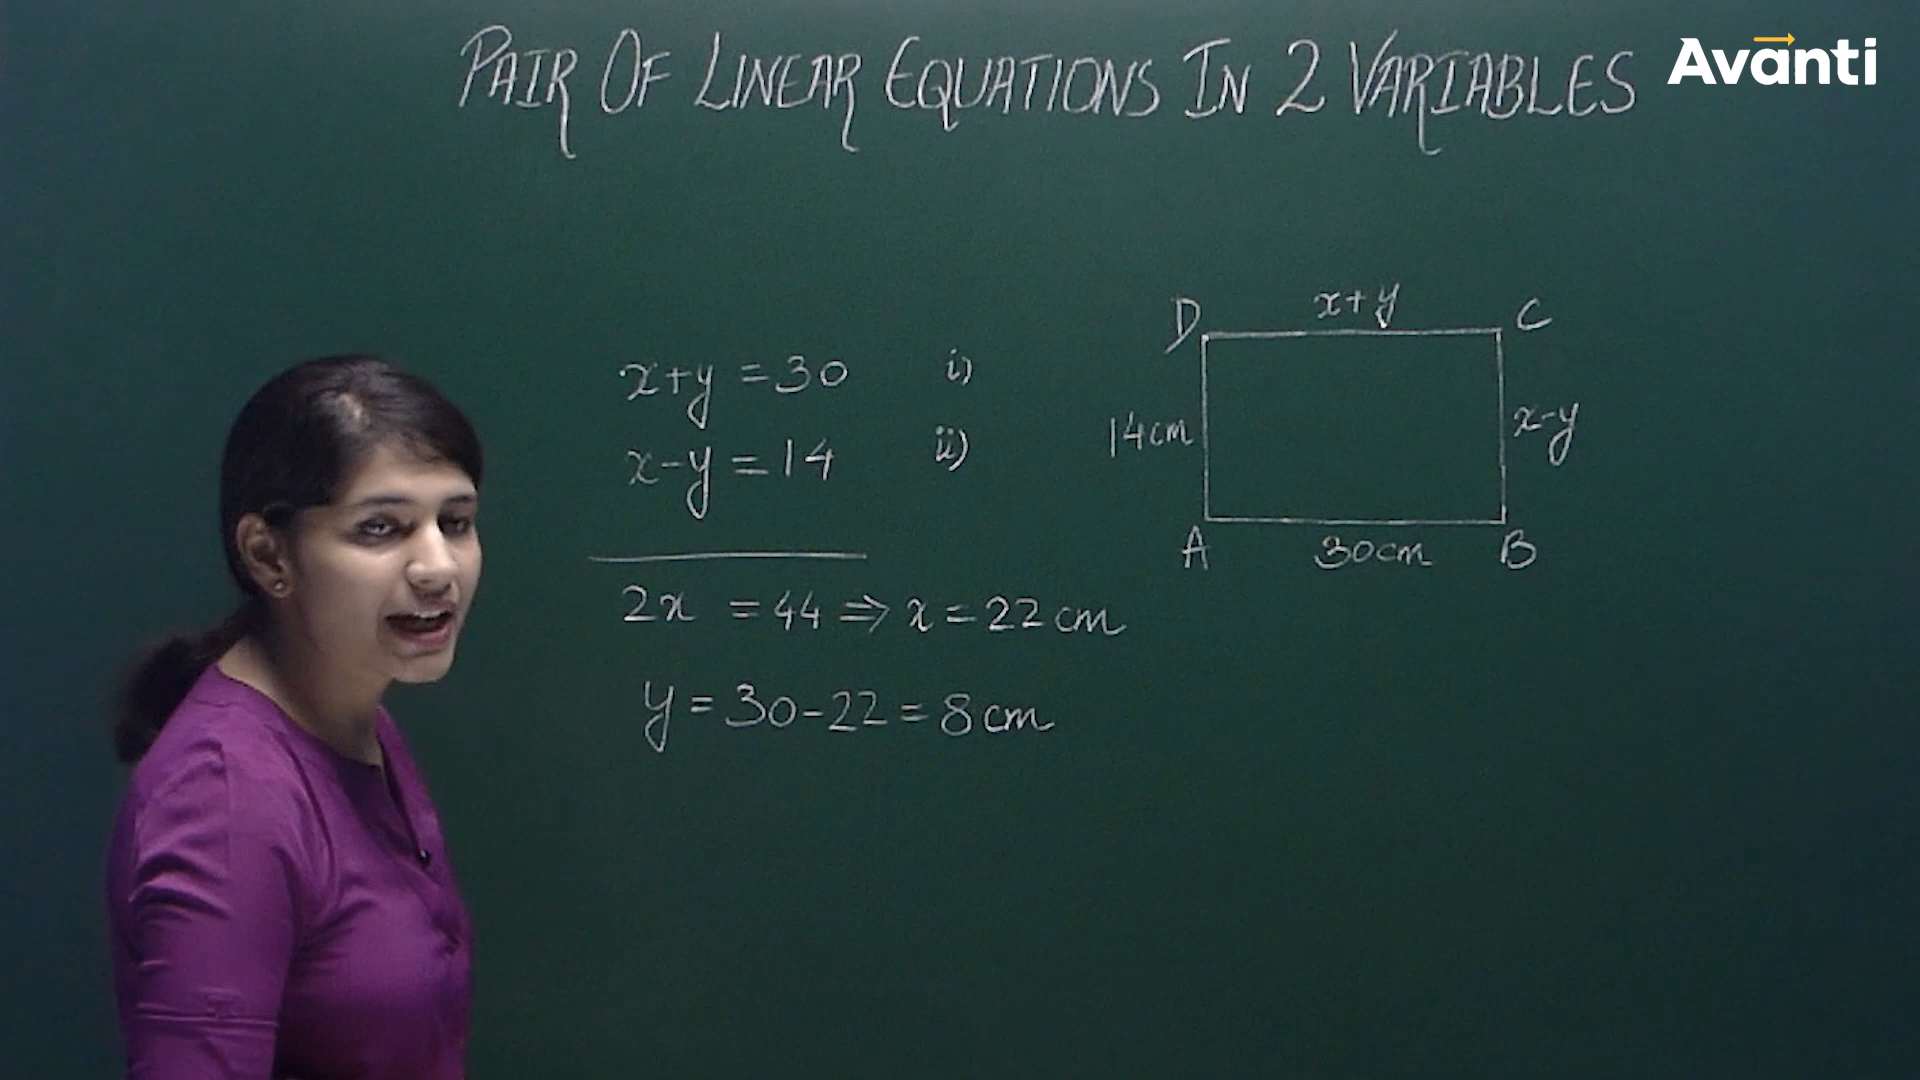 PAIR OF LINEAR EQUATIONS IN 2 VARIABLES
Avanti
x+y = 30 i)
x-y = 14 ii)
2x = 44 ⇒ x = 22 cm
y = 30-22 = 8 cm
D x+y C
14cm x-y
A 30cm B